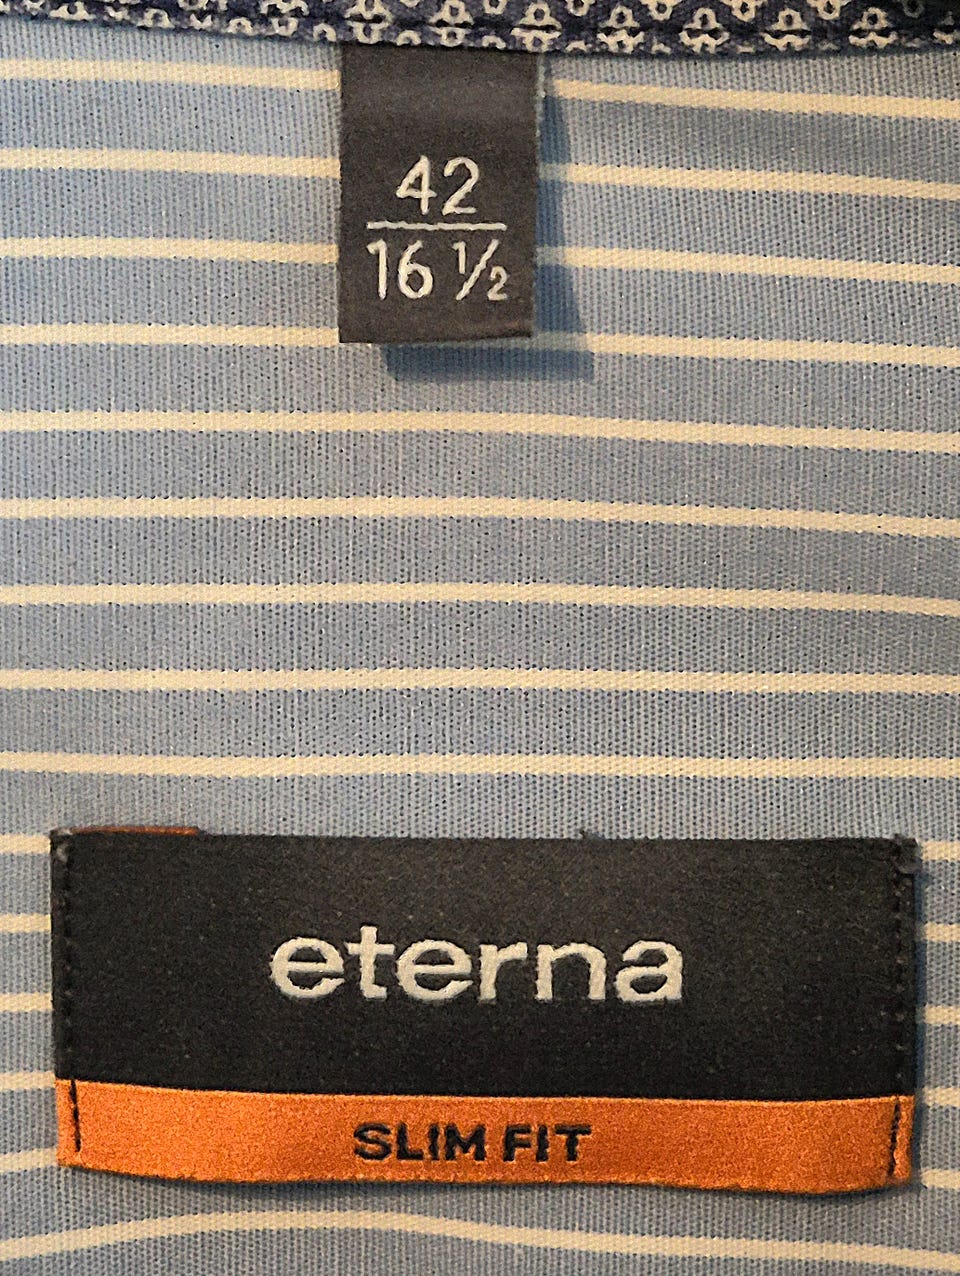 42
16 ½
eterna
SLIM FIT